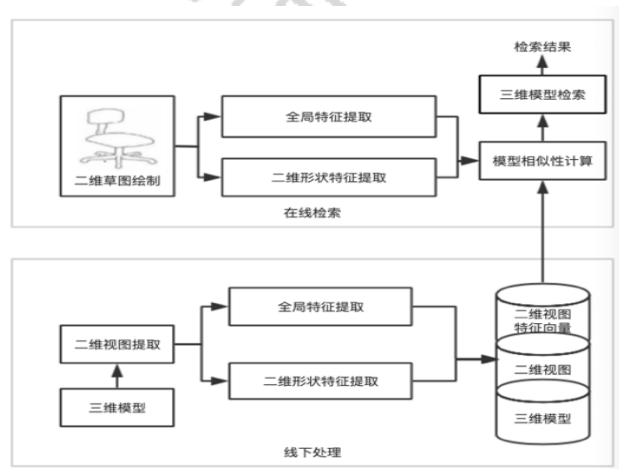 检索结果
三维模型检索
全局特征提取
模型相似性计算
二维草图绘制
二维形状特征提取
在线检索
全局特征提取
二维视图
特征向量
二维视图提取
二维视图
二维形状特征提取
三维模型
三维模型
线下处理